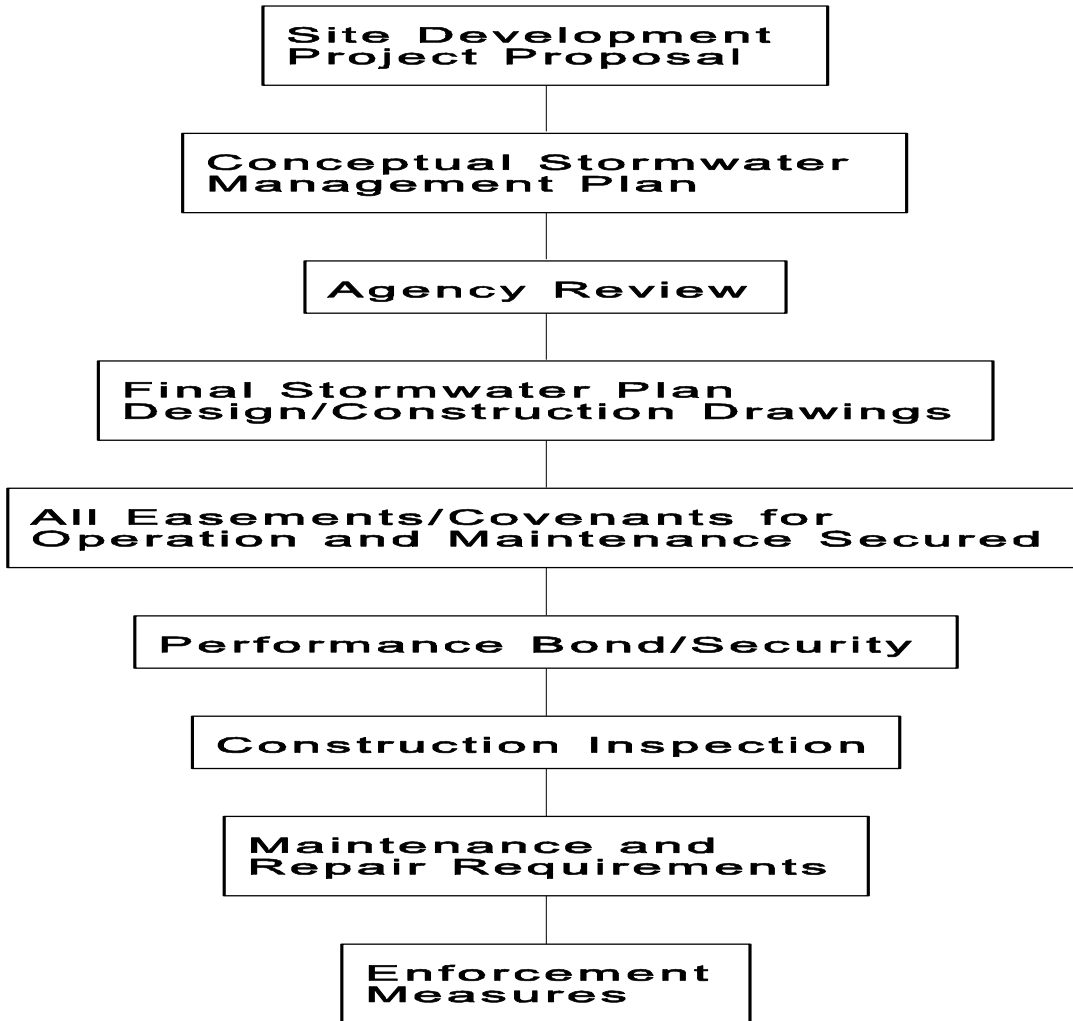 Site Development
Project Proposal
Conceptual Stormwater
Management Plan
Agency Review
Final Stormwater Plan
Design/Construction Drawings
All Easements/Covenants for
Operation and Maintenance Secured
Performance Bond/Security
Construction Inspection
Maintenance and
Repair Requirements
Enforcement
Measures